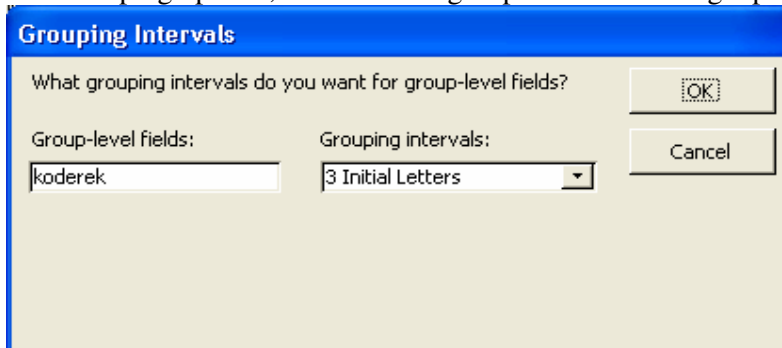 Grouping Intervals
What grouping intervals do you want for group-level fields?
OK
Group-level fields:
Grouping intervals:
Cancel
koderek
3 Initial Letters